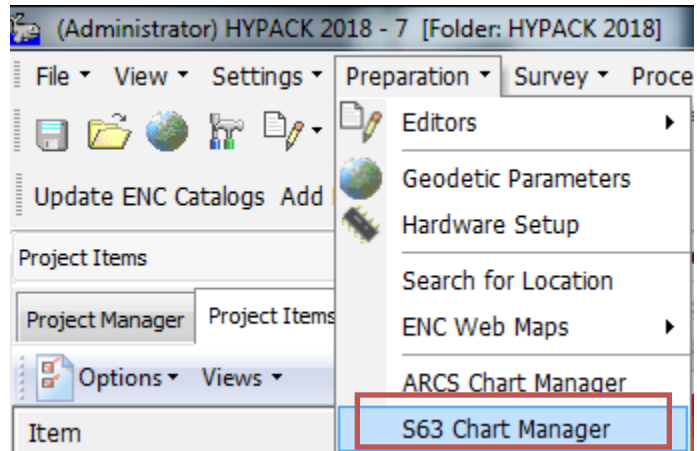 (Administrator) HYPACK 2018 - 7 [Folder: HYPACK 2018]
File View Settings Preparation Survey
Editors
Update ENC Catalogs Add
Geodetic Parameters
Hardware Setup
Project Items
Search for Location
Project Manager Project Items
ENC Web Maps
Options Views
ARCS Chart Manager
Item
S63 Chart Manager